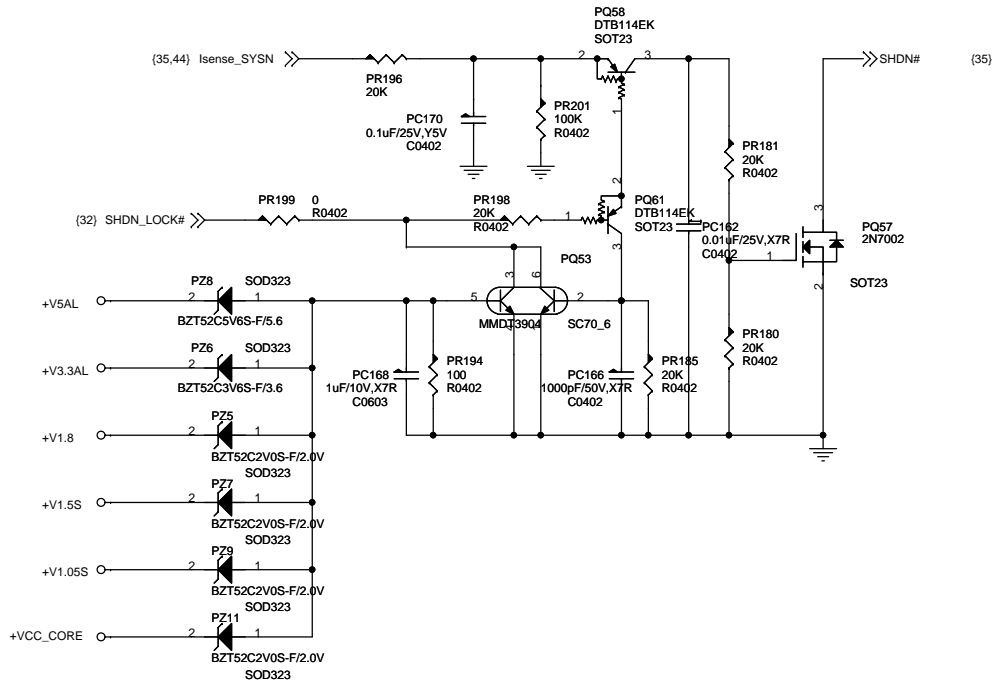 PQ58
DTB114EK
SOT23
{35,44} Isense_SYSN
2
3
SHDN#
{35}
PR196
20K
PC170
0.1uF/25V,Y5V
C0402
PR201
100K
R0402
1
PR181
20K
R0402
2
PR199
0
R0402
PR198
20K
R0402
PQ61
DTB114EK
SOT23
{32} SHDN_LOCK#
1
3
PC162
0.01uF/25V,X7R
C0402
3
PQ57
2N7002
1
SOT23
2
PQ53
3
6
PZ8
SOD323
+V5AL
2
1
5
2
BZT52C5V6S-F/5.6
MMDT3904
SC70_6
PZ6
SOD323
+V3.3AL
2
1
BZT52C3V6S-F/3.6
PC168
1uF/10V,X7R
C0603
PR194
100
R0402
PC166
1000pF/50V,X7R
C0402
PR185
20K
R0402
PR180
20K
R0402
PZ5
+V1.8
2
1
BZT52C2V0S-F/2.0V
SOD323
PZ7
+V1.5S
2
1
BZT52C2V0S-F/2.0V
SOD323
PZ9
+V1.05S
2
1
BZT52C2V0S-F/2.0V
SOD323
PZ11
+VCC_CORE
2
1
BZT52C2V0S-F/2.0V
SOD323